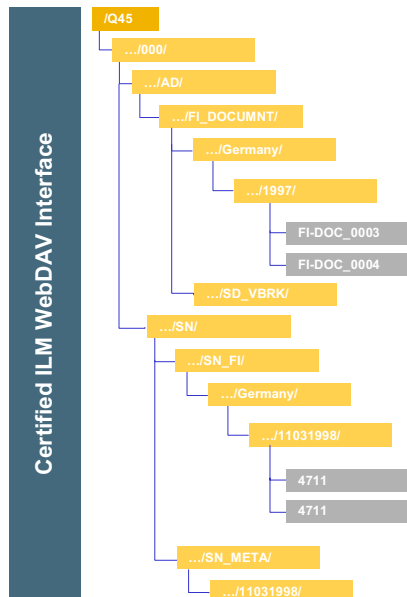 Certified ILM WebDAV Interface
/Q45
.../000/
.../AD/
.../FI_DOCUMNT/
.../Germany/
.../1997/
FI-DOC_0003
FI-DOC_0004
.../SD_VBRK/
.../SN/
.../SN_FI/
.../Germany/
.../11031998/
4711
4711
.../SN_META/
.../11031998/